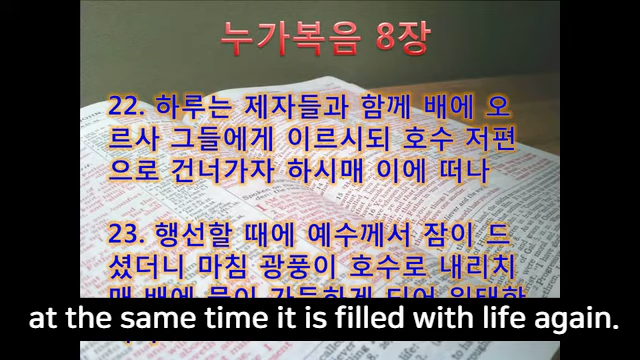 누가복음 8장
22. 하루는 제자들과 함께 배에 오
르사 그들에게 이르시되 호수 저편
으로 건너가자 하시매 이에 떠나
23. 행선할 때에 예수께서 잠이 드
셨더니 마침 광풍이 호수로 내리치
at the same time it is filled with life again.